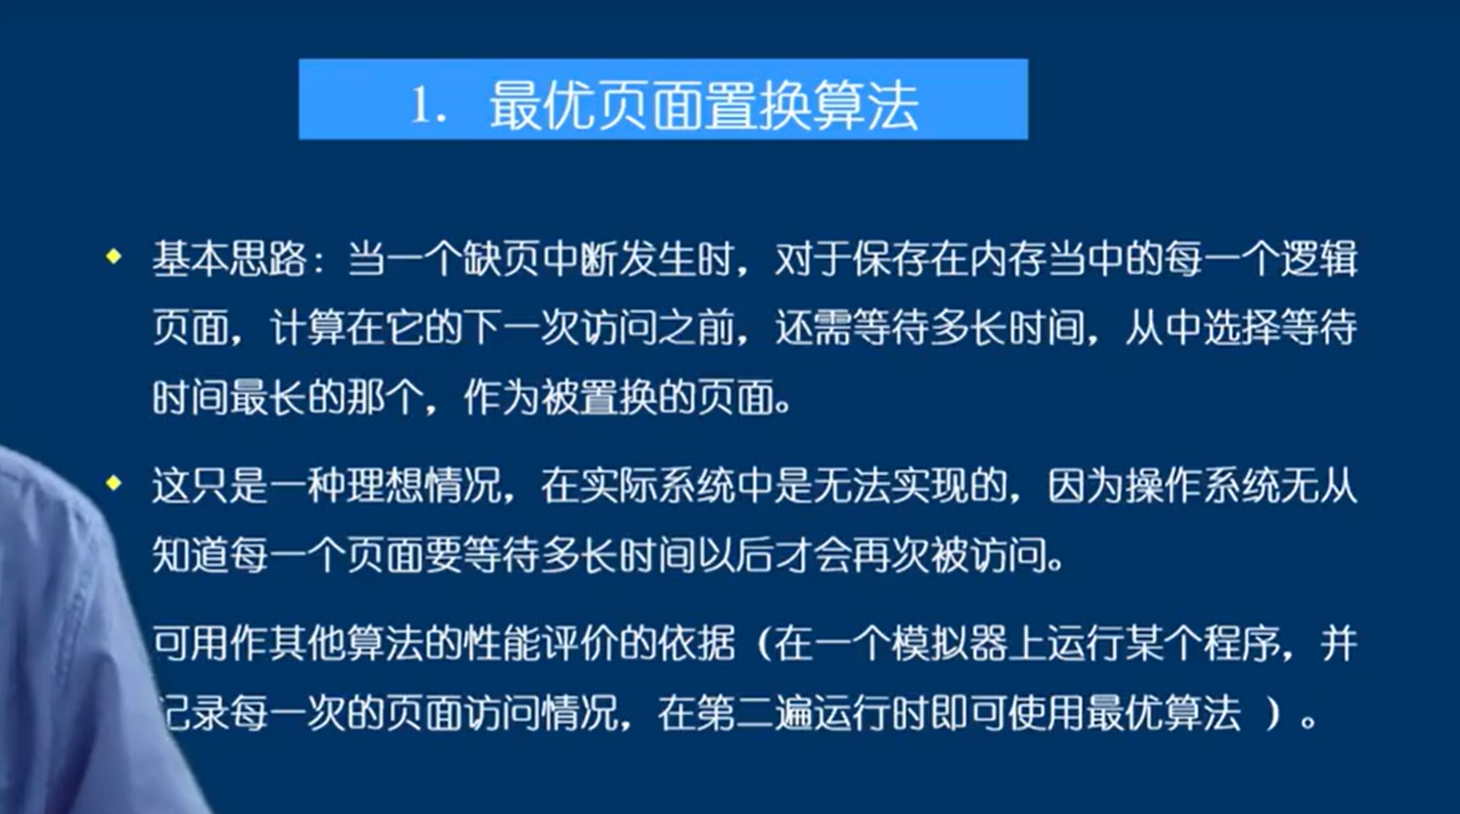 1. 最优页面置换算法
基本思路：当一个缺页中断发生时，对于保存在内存当中的每一个逻辑
页面，计算在它的下一次访问之前，还需等待多长时间，从中选择等待
时间最长的那个，作为被置换的页面。
这只是一种理想情况，在实际系统中是无法实现的，因为操作系统无从
知道每一个页面要等待多长时间以后才会再次被访问。
可用作其他算法的性能评价的依据（在一个模拟器上运行某个程序，并
记录每一次的页面访问情况，在第二遍运行时即可使用最优算法 ）。